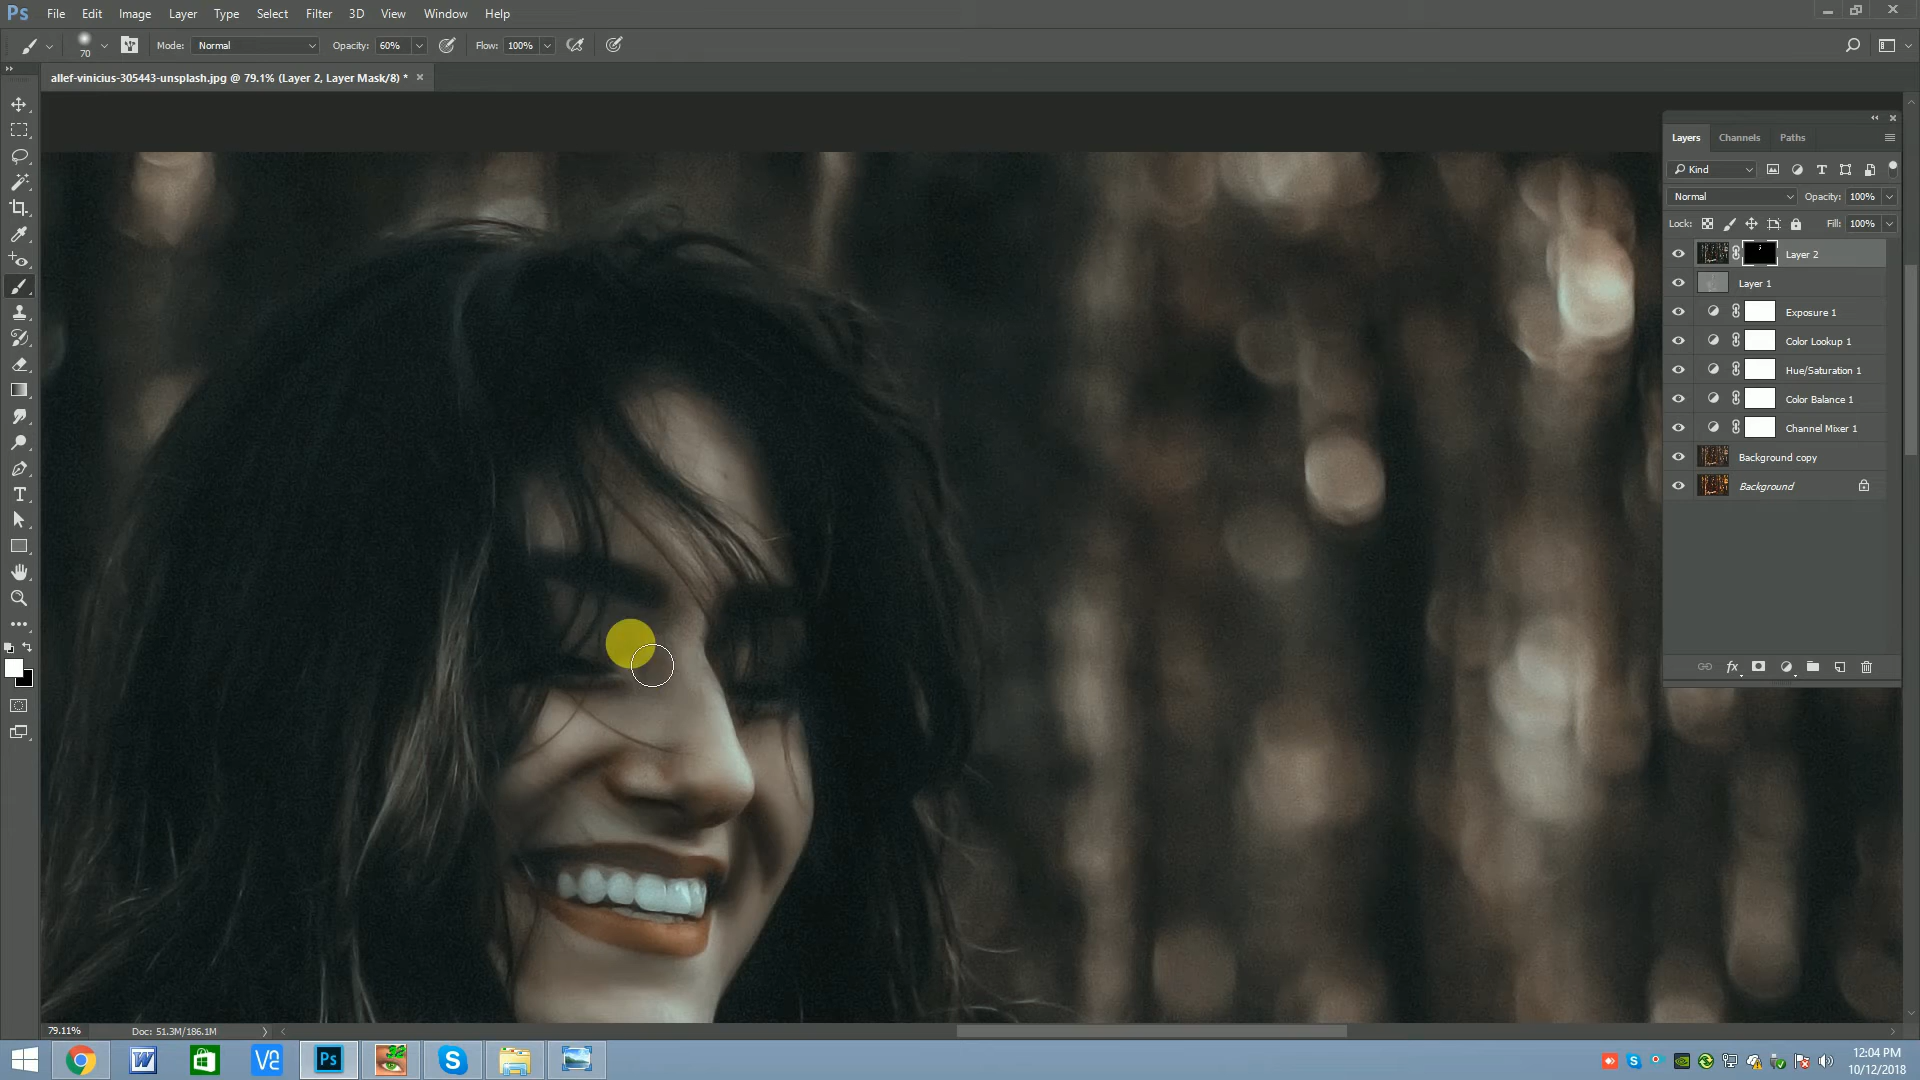 Ps File Edit Image Layer Type Select Filter 3D View Window Help
70 Mode: Normal Opacity: 60% Flow: 100%
allef-vinicius-305443-unsplash.jpg @ 79.1% (Layer 2, Layer Mask/8) * ×
Layers Channels Paths
Kind
Normal Opacity: 100%
Lock: Fill: 100%
Layer 2
Layer 1
Exposure 1
Color Lookup 1
Hue/Saturation 1
Color Balance 1
Channel Mixer 1
Background copy
Background
fx
79.11% Doc: 51.3M/186.1M
12:04 PM
10/12/2018